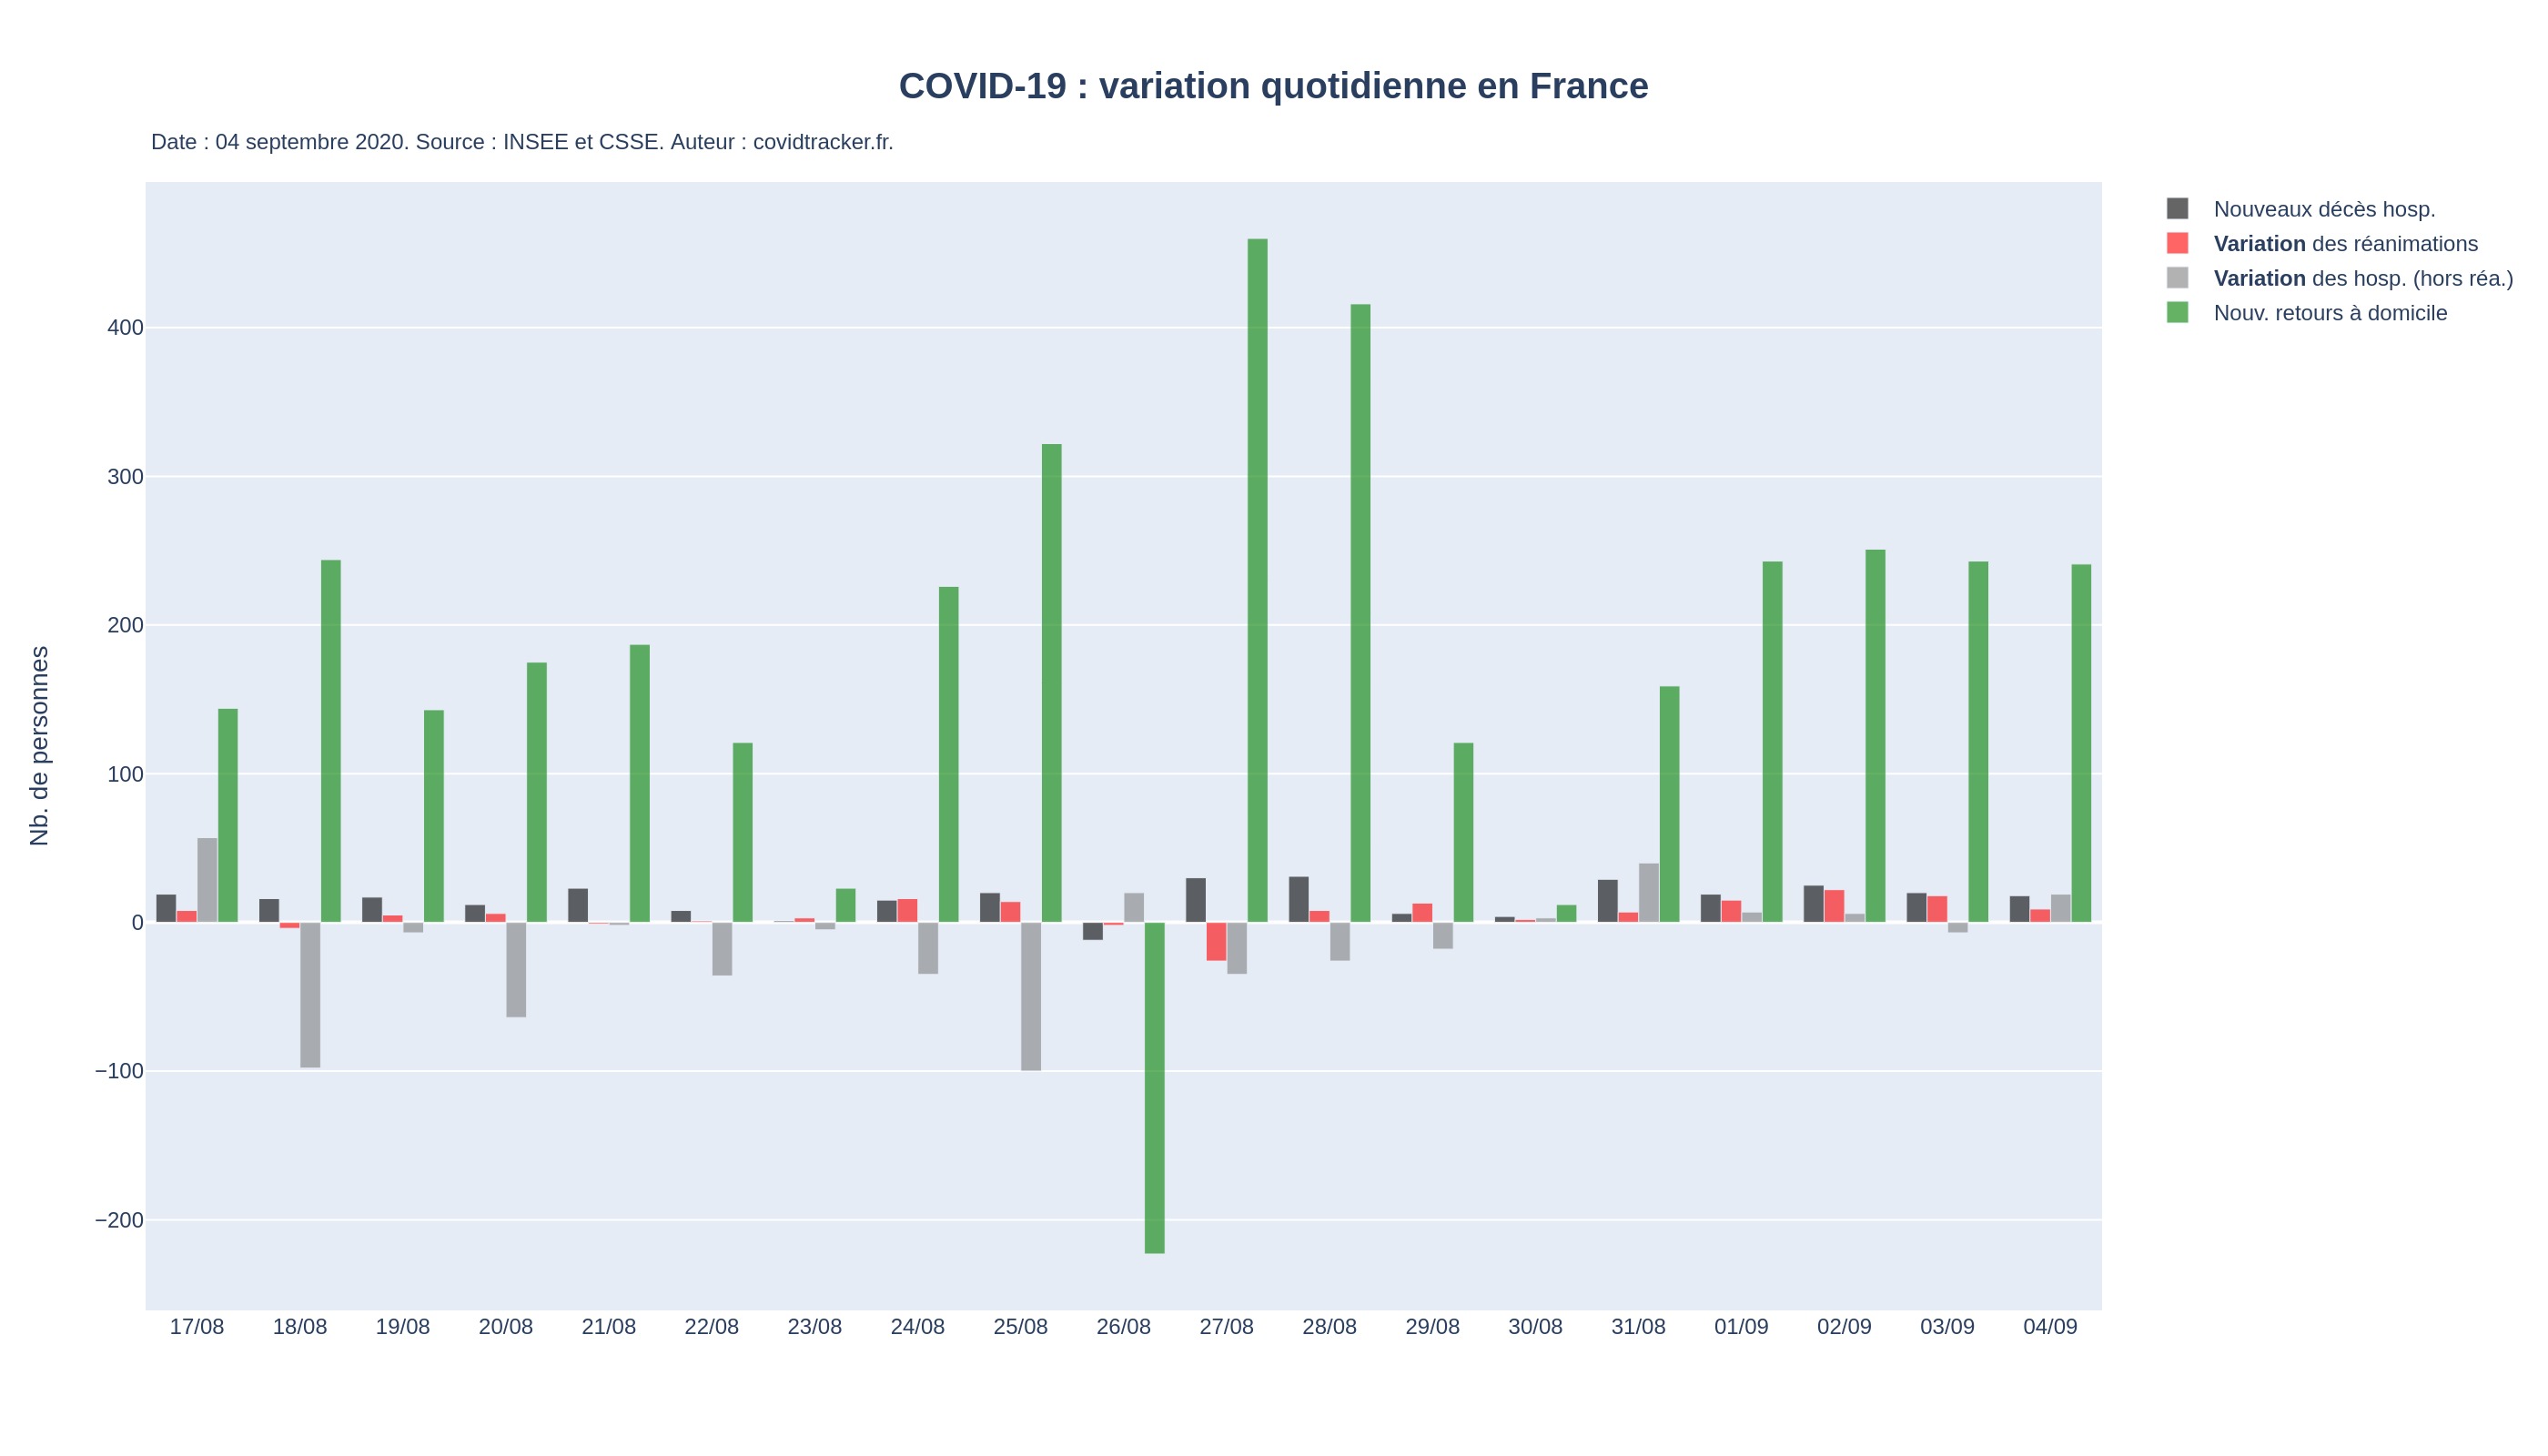 COVID-19 : variation quotidienne en France
Date : 04 septembre 2020. Source : INSEE et CSSE. Auteur : covidtracker.fr.
Nouveaux décès hosp.
Variation des réanimations
Variation des hosp. (hors réa.)
Nouv. retours à domicile
Nb. de personnes
400
300
200
100
0
−100
−200
17/08 18/08 19/08 20/08 21/08 22/08 23/08 24/08 25/08 26/08 27/08 28/08 29/08 30/08 31/08 01/09 02/09 03/09 04/09